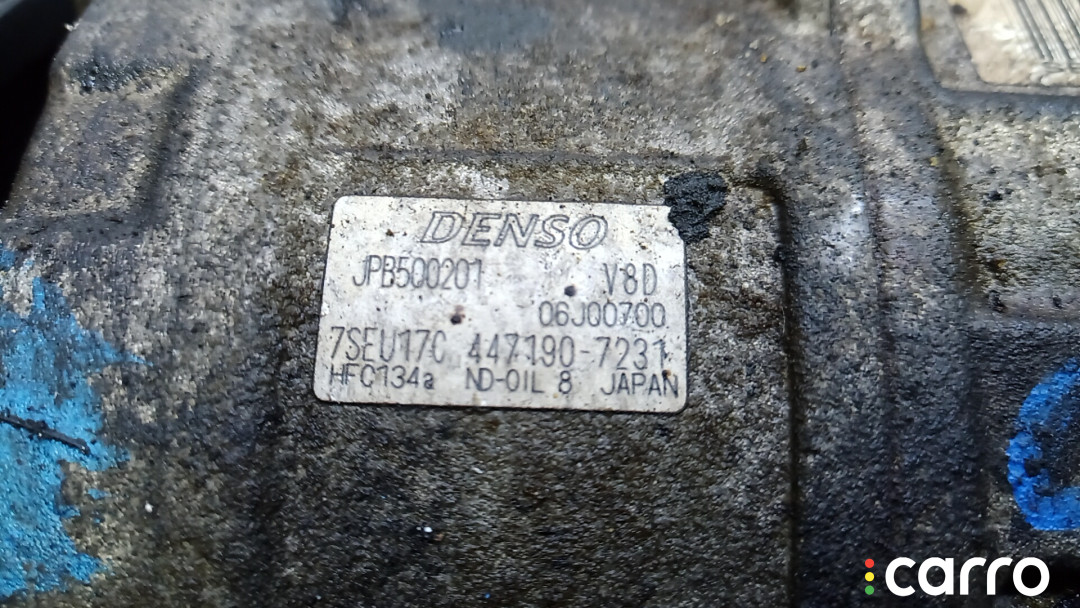 DENSO
JPB500201 V8D
06J00700
7SEU17C 447190-7231
HFC134a ND-OIL 8 JAPAN
carro